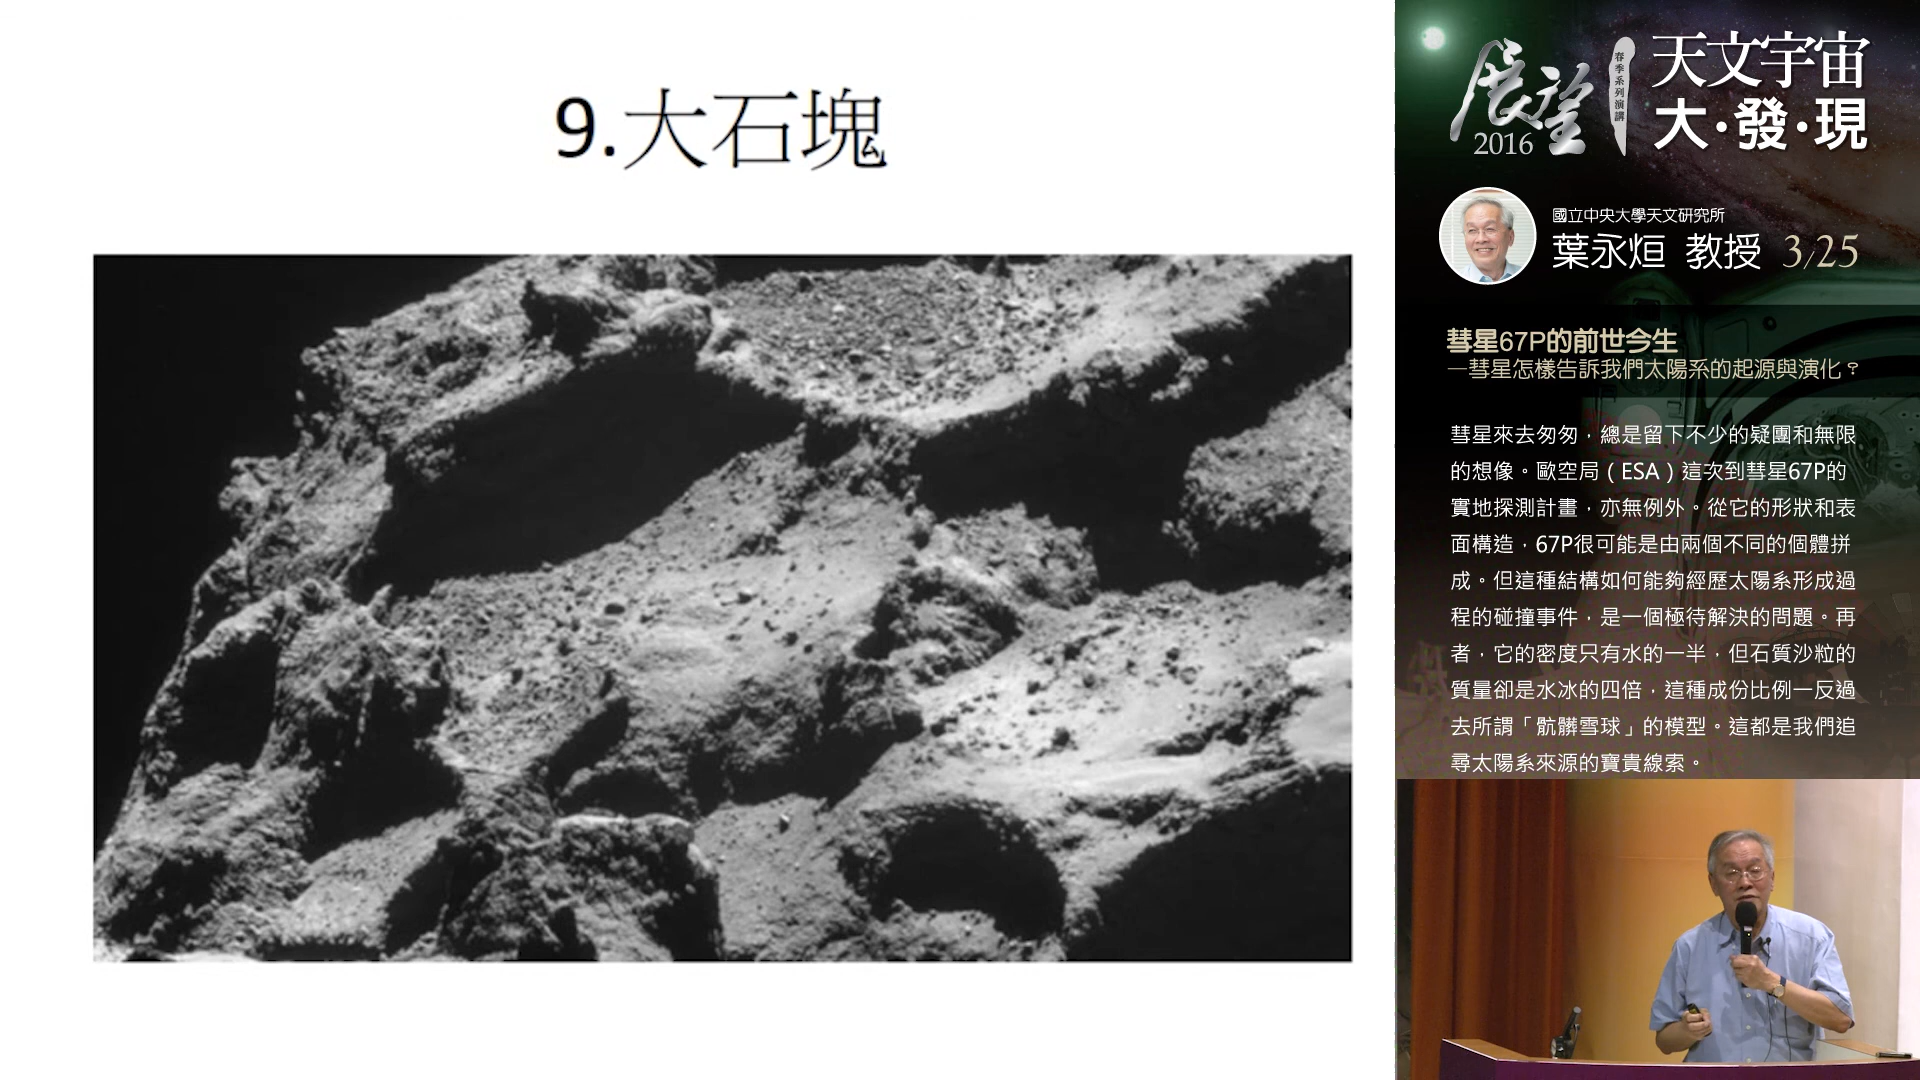 9.大石塊
展望
2016
春季系列演講
天文宇宙
大·發·現
國立中央大學天文研究所
葉永烜 教授 3/25
彗星67P的前世今生
—彗星怎樣告訴我們太陽系的起源與演化？
彗星來去匆匆，總是留下不少的疑團和無限
的想像。歐空局（ESA）這次到彗星67P的
實地探測計畫，亦無例外。從它的形狀和表
面構造，67P很可能是由兩個不同的個體拼
成。但這種結構如何能夠經歷太陽系形成過
程的碰撞事件，是一個極待解決的問題。再
者，它的密度只有水的一半，但石質沙粒的
質量卻是水冰的四倍，這種成份比例一反過
去所謂「骯髒雪球」的模型。這都是我們追
尋太陽系來源的寶貴線索。